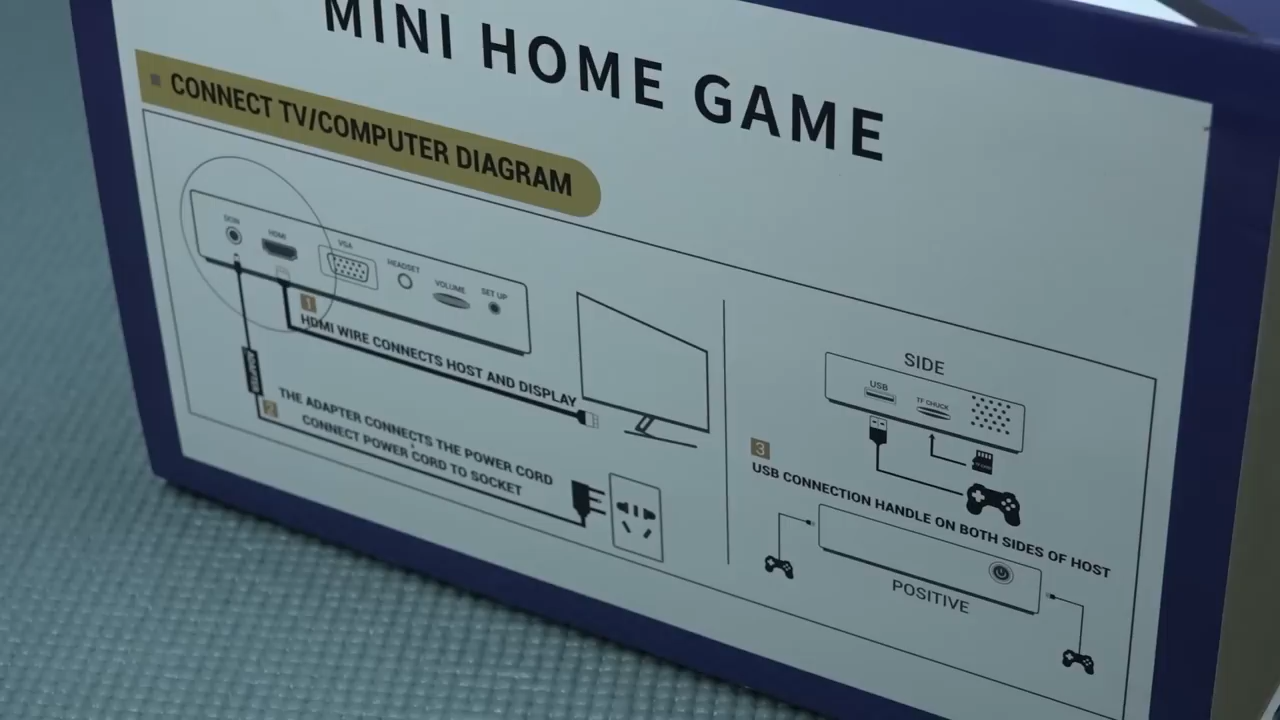 MINI HOME GAME
CONNECT TV/COMPUTER DIAGRAM
DCIN
HDMI
VGA
HEADSET
VOLUME
SET UP
1
HDMI WIRE CONNECTS HOST AND DISPLAY
2
THE ADAPTER CONNECTS THE POWER CORD
CONNECT POWER CORD TO SOCKET
SIDE
USB
TF CHUCK
3
USB CONNECTION HANDLE ON BOTH SIDES OF HOST
POSITIVE